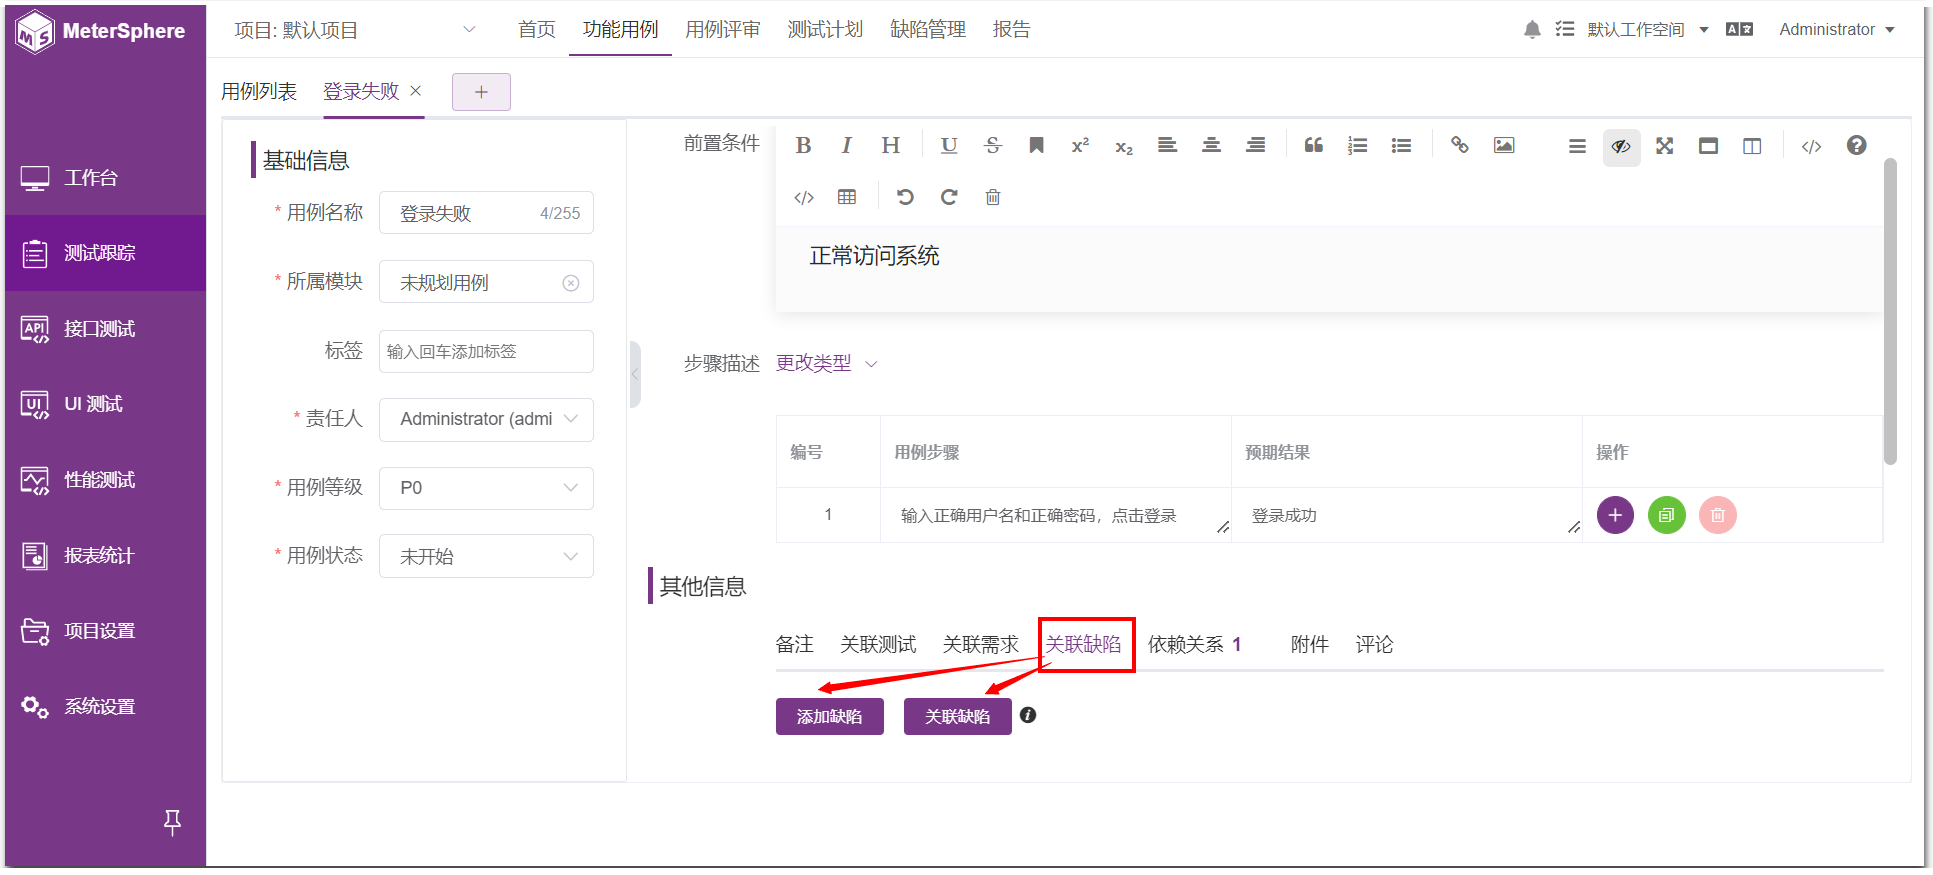 MeterSphere
项目: 默认项目
首页 功能用例 用例评审 测试计划 缺陷管理 报告
默认工作空间
Administrator
工作台
测试跟踪
API 接口测试
UI UI 测试
性能测试
报表统计
项目设置
系统设置
用例列表 登录失败
基础信息
* 用例名称 登录失败 4/255
* 所属模块 未规划用例
标签 输入回车添加标签
* 责任人 Administrator (admi
* 用例等级 P0
* 用例状态 未开始
前置条件
正常访问系统
步骤描述 更改类型
编号 用例步骤 预期结果 操作
1 输入正确用户名和正确密码，点击登录 登录成功
其他信息
备注 关联测试 关联需求 关联缺陷 依赖关系 1 附件 评论
添加缺陷 关联缺陷